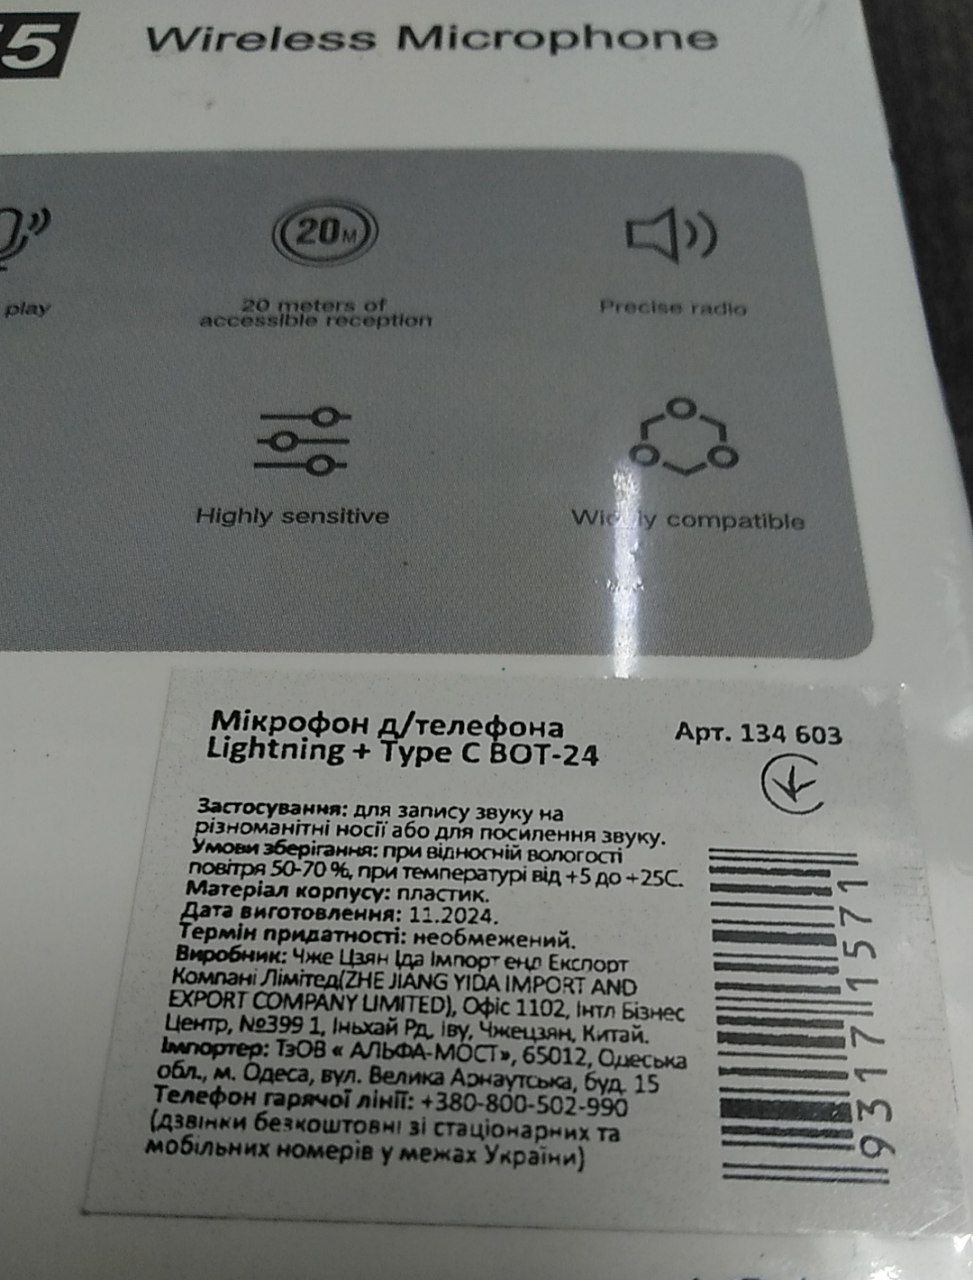 5 Wireless Microphone
20M
play
20 meters of
accessible reception
Precise radio
Highly sensitive
Widely compatible
Мікрофон д/телефона
Lightning + Type C BOT-24
Арт. 134 603
Застосування: для запису звуку на
різноманітні носії або для посилення звуку.
Умови зберігання: при відносній вологості
повітря 50-70 %, при температурі від +5 до +25С.
Матеріал корпусу: пластик.
Дата виготовлення: 11.2024.
Термін придатності: необмежений.
Виробник: Чже Цзян Іда Імпорт енд Експорт
Компані Лімітед(ZHE JIANG YIDA IMPORT AND
EXPORT COMPANY LIMITED), Офіс 1102, Інтл Бізнес
Центр, №399 1, Іньхай Рд, Іву, Чжецзян, Китай.
Імпортер: ТзОВ « АЛЬФА-МОСТ», 65012, Одеська
обл., м. Одеса, вул. Велика Арнаутська, буд. 15
Телефон гарячої лінії: +380-800-502-990
(дзвінки безкоштовні зі стаціонарних та
мобільних номерів у межах України)
93171571